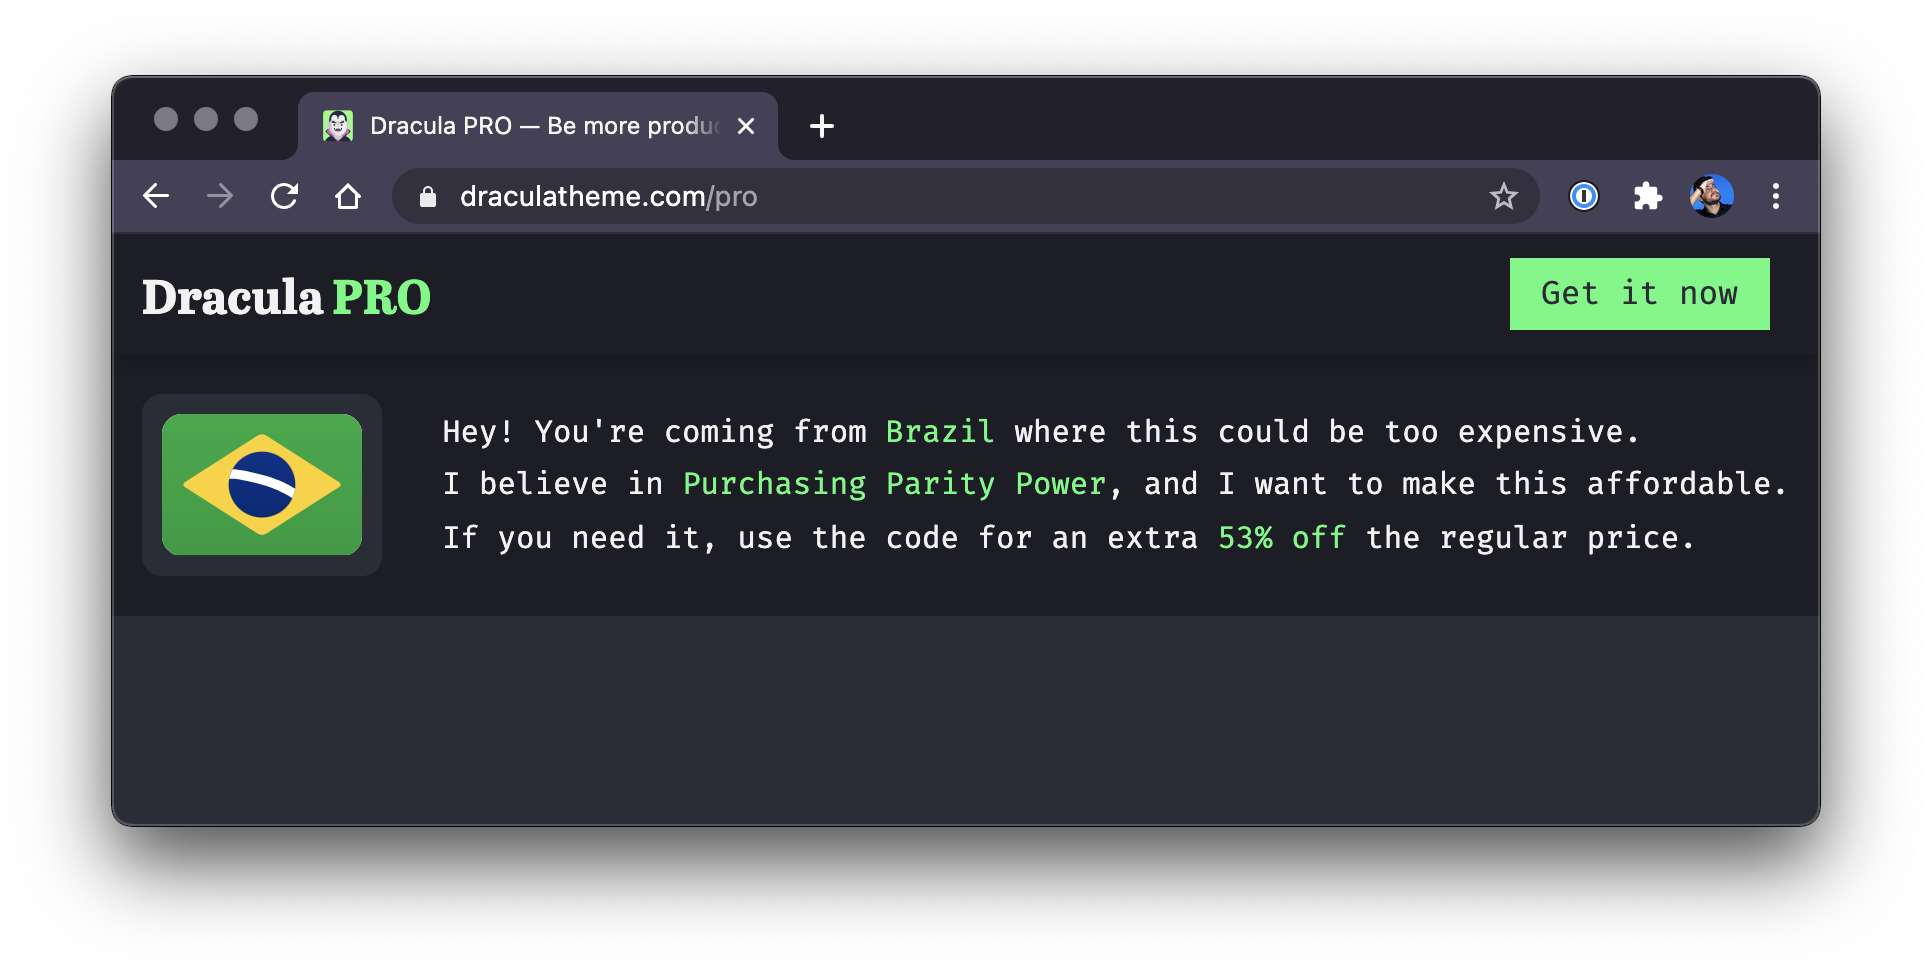 Dracula PRO — Be more produc
draculatheme.com/pro
Dracula PRO
Get it now
Hey! You're coming from Brazil where this could be too expensive.
I believe in Purchasing Parity Power, and I want to make this affordable.
If you need it, use the code for an extra 53% off the regular price.